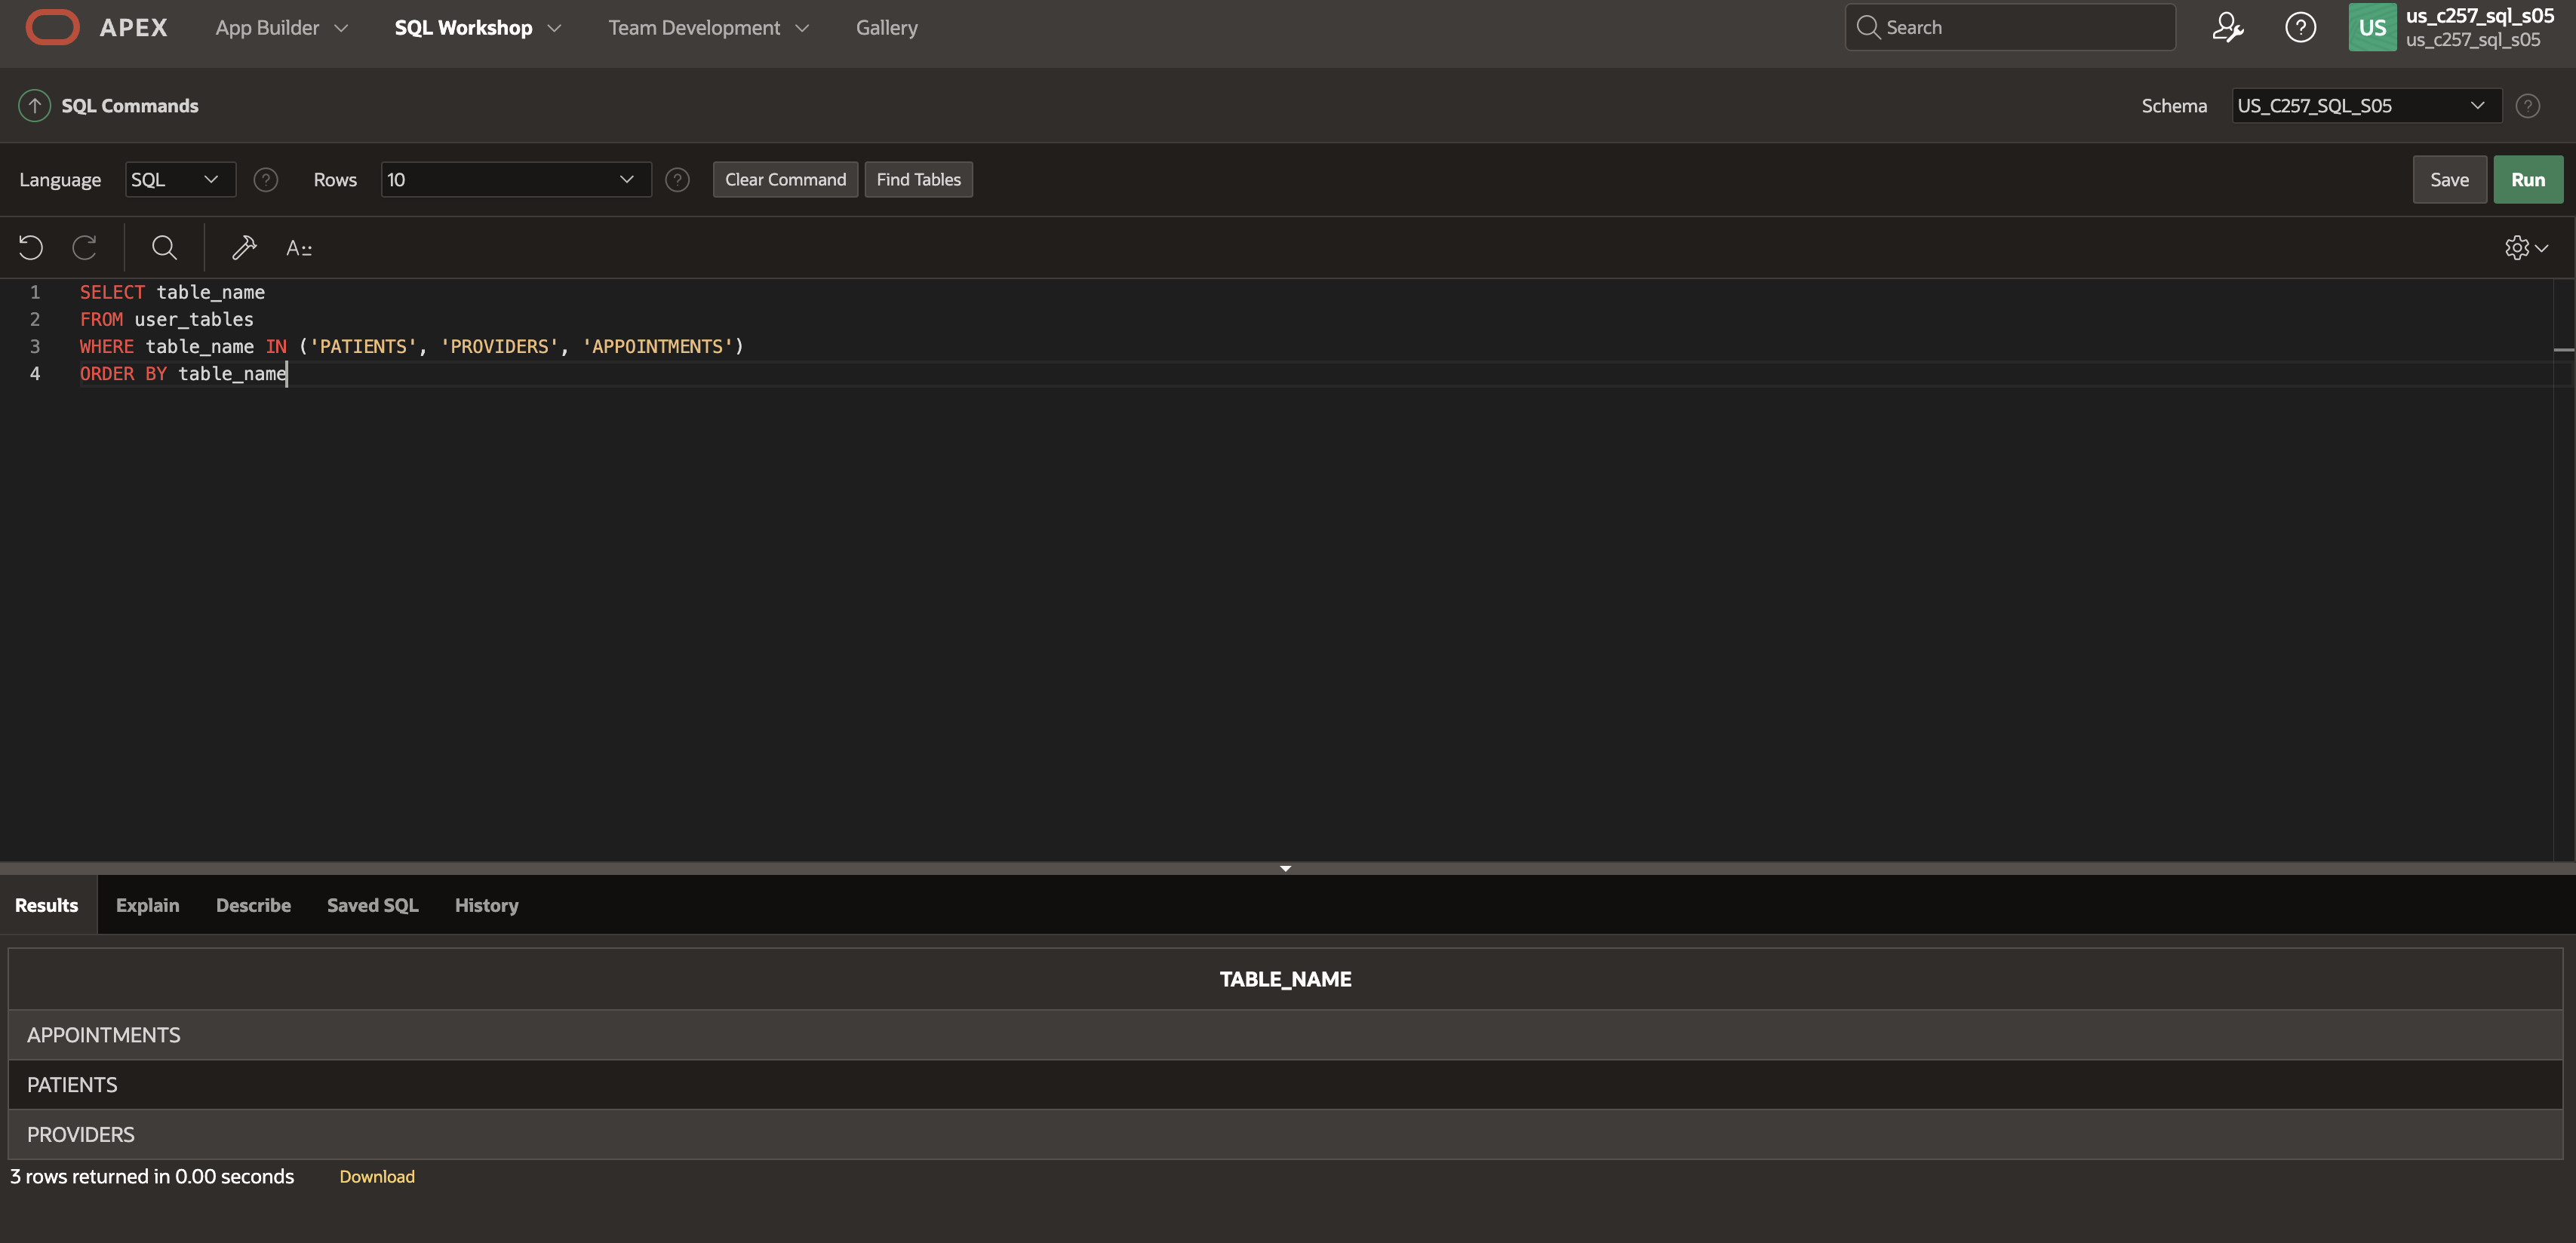 APEX App Builder SQL Workshop Team Development Gallery Search US us_c257_sql_s05
us_c257_sql_s05
SQL Commands Schema US_C257_SQL_S05
Language SQL Rows 10 Clear Command Find Tables Save Run
A::
1 SELECT table_name
2 FROM user_tables
3 WHERE table_name IN ('PATIENTS', 'PROVIDERS', 'APPOINTMENTS')
4 ORDER BY table_name
Results Explain Describe Saved SQL History
TABLE_NAME
APPOINTMENTS
PATIENTS
PROVIDERS
3 rows returned in 0.00 seconds Download